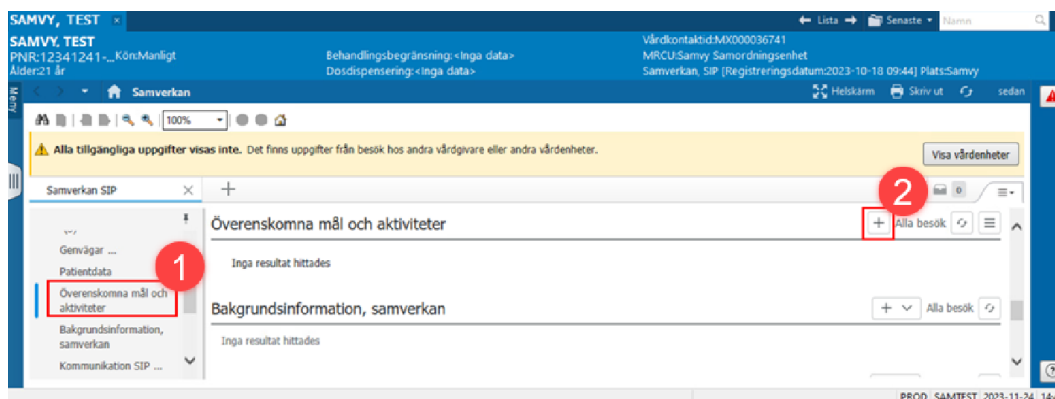 SAMVY, TEST ×
Lista Senaste Namn
SAMVY, TEST
PNR:12341241-...Kön:Manligt
Ålder:21 år
Behandlingsbegränsning:<Inga data>
Dosdispensering:<Inga data>
Vårdkontaktid:MX000036741
MRCU:Samvy Samordningsenhet
Samverkan, SIP [Registreringsdatum:2023-10-18 09:44] Plats:Samvy
Meny
Samverkan
Helskärm Skriv ut sedan
100%
Alla tillgängliga uppgifter visas inte. Det finns uppgifter från besök hos andra vårdgivare eller andra vårdenheter.
Visa vårdenheter
Samverkan SIP × +
2
0
Överenskomna mål och aktiviteter
+ Alla besök
Inga resultat hittades
Bakgrundsinformation, samverkan
+ Alla besök
Inga resultat hittades
Genvägar ...
Patientdata
1
Överenskomna mål och
aktiviteter
Bakgrundsinformation,
samverkan
Kommunikation SIP ...
PROD SAMTEST 2023-11-24